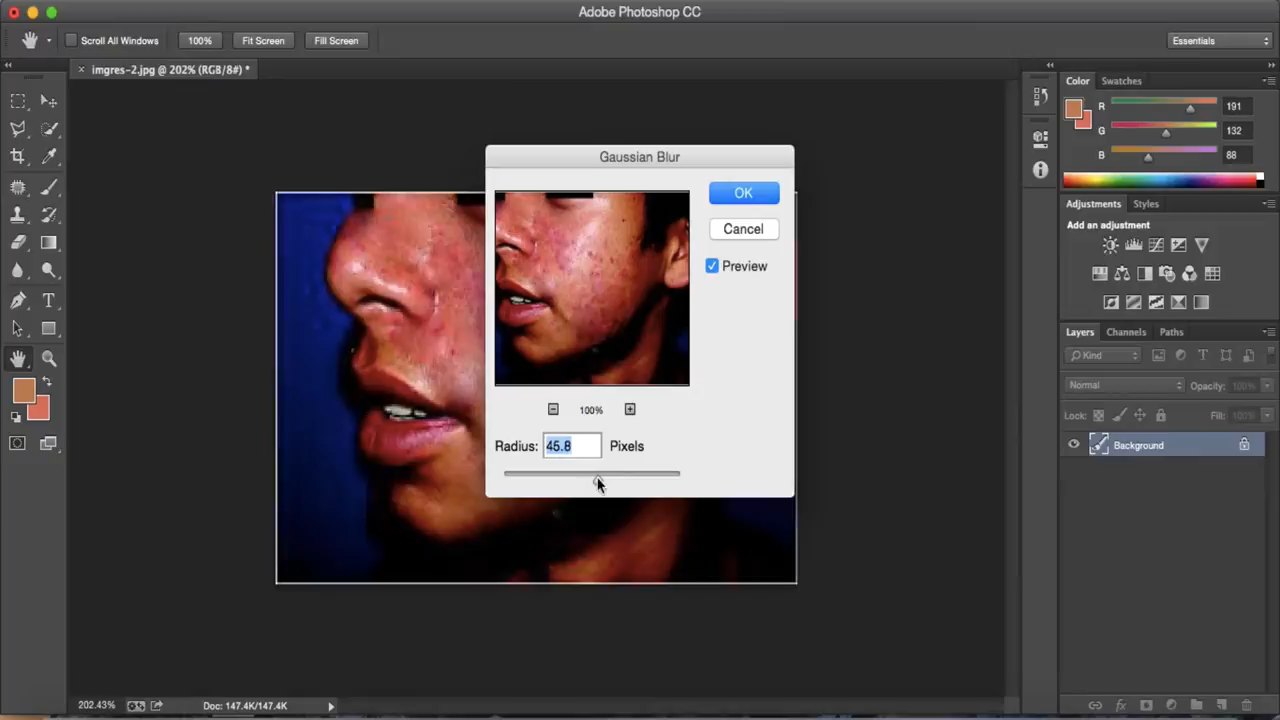 Adobe Photoshop CC
Scroll All Windows 100% Fit Screen Fill Screen Essentials
imgres-2.jpg @ 202% (RGB/8#) *
Color Swatches
R 191
G 132
B 88
Gaussian Blur
OK
Cancel
Preview
100%
Radius: 45.8 Pixels
Adjustments Styles
Add an adjustment
Layers Channels Paths
Kind
Normal Opacity: 100%
Lock: Fill: 100%
Background
202.43% Doc: 147.4K/147.4K